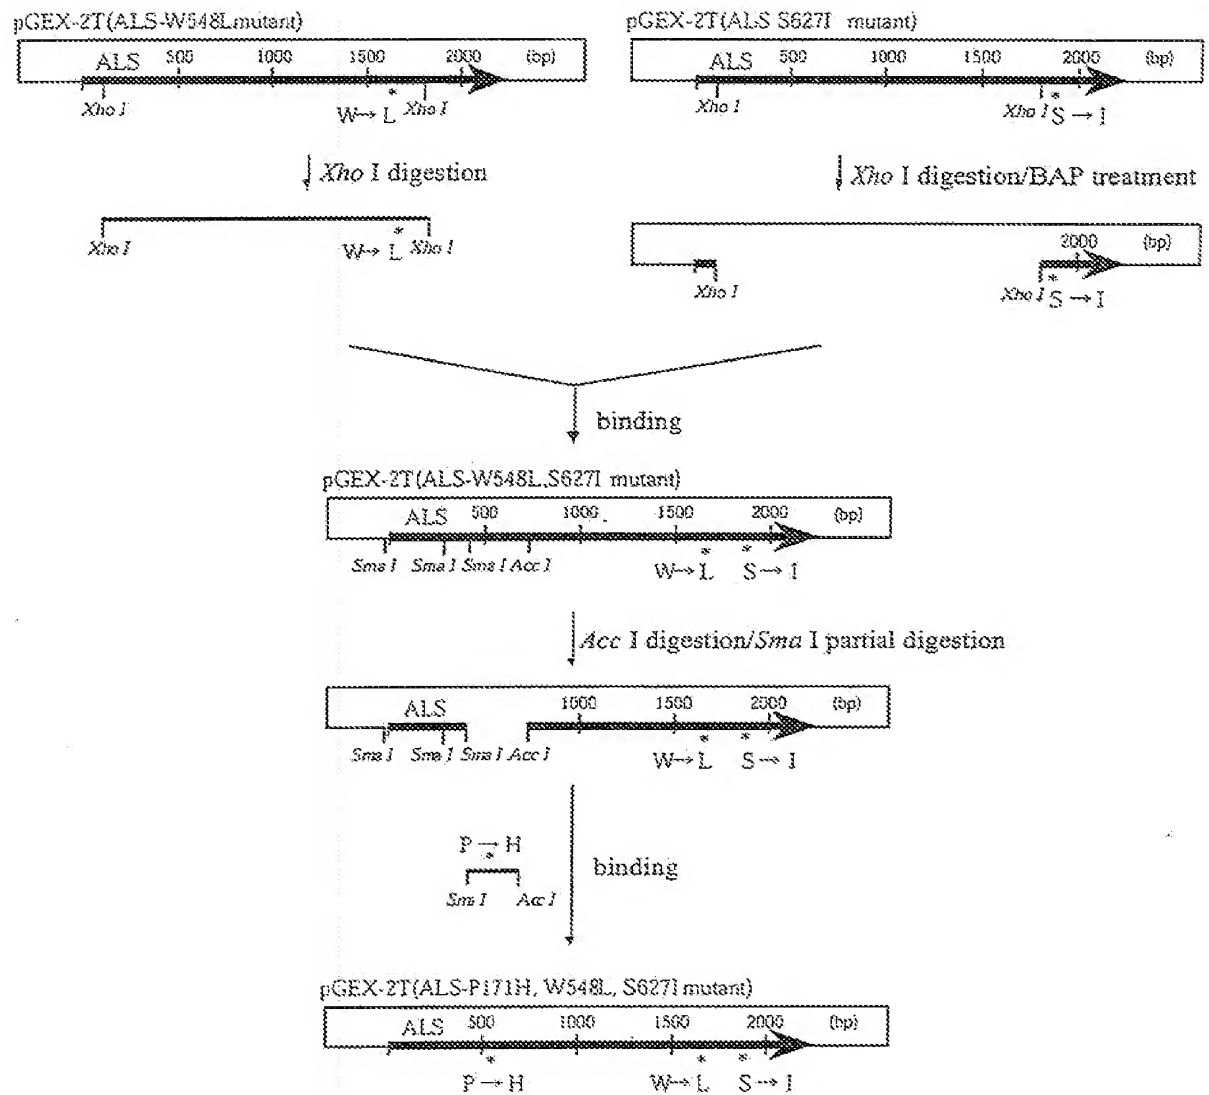 pGEX-2T(ALS-W548Lmutant)
ALS 500 1000 1500 2000 (bp)
Xho I W→ L * Xho I
pGEX-2T(ALS S627I mutant)
ALS 500 1000 1500 2000 (bp)
Xho I Xho I * S → I
Xho I digestion
Xho I digestion/BAP treatment
Xho I W→ L * Xho I
2000 (bp)
Xho I Xho I * S → I
binding
pGEX-2T(ALS-W548L,S627I mutant)
ALS 500 1000 1500 2000 (bp)
Sma I Sma I Sma I Acc I * *
W→ L S → I
Acc I digestion/Sma I partial digestion
ALS 1000 1500 2000 (bp)
Sma I Sma I Sma I Acc I * *
W→ L S → I
P → H
*
Sma I Acc I
binding
pGEX-2T(ALS-P171H, W548L, S627I mutant)
ALS 500 1000 1500 2000 (bp)
* * *
P → H W→ L S → I